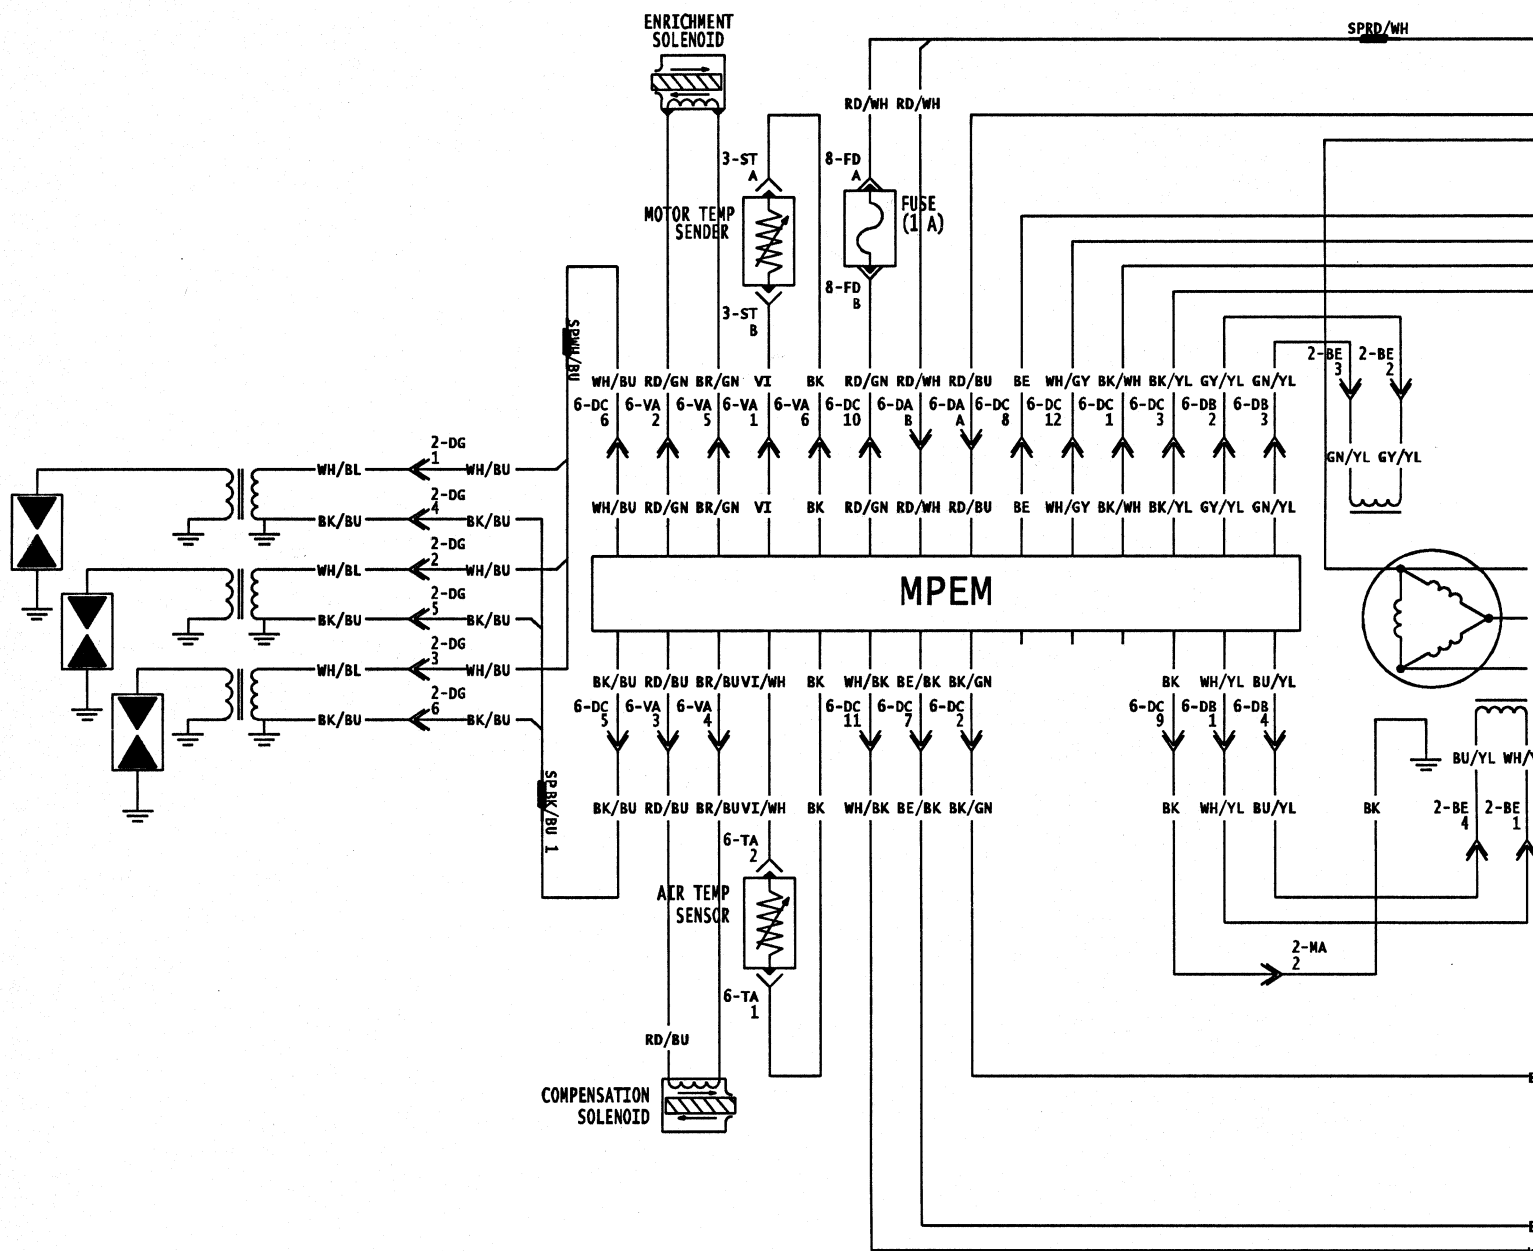 ENRICHMENT
SOLENOID
SPRD/WH
RD/WH RD/WH
3-ST
A
8-FD
A
MOTOR TEMP
SENDER
FUSE
(1 A)
8-FD
B
3-ST
B
SPWH/BU
2-BE
3
2-BE
2
WH/BU RD/GN BR/GN VI BK RD/GN RD/WH RD/BU BE WH/GY BK/WH BK/YL GY/YL GN/YL
6-DC 6-VA 6-VA 6-VA 6-VA 6-DC 6-DA 6-DA 6-DC 6-DC 6-DC 6-DC 6-DB 6-DB
6 2 5 1 6 10 B A 8 12 1 3 2 3
GN/YL GY/YL
2-DG
1
WH/BL WH/BU
2-DG
4
BK/BU BK/BU
WH/BU RD/GN BR/GN VI BK RD/GN RD/WH RD/BU BE WH/GY BK/WH BK/YL GY/YL GN/YL
2-DG
2
WH/BL WH/BU
MPEM
2-DG
5
BK/BU BK/BU
2-DG
3
WH/BL WH/BU
2-DG
6
BK/BU BK/BU
BK/BU RD/BU BR/BU VI/WH BK WH/BK BE/BK BK/GN BK WH/YL BU/YL
6-DC 6-VA 6-VA 6-DC 6-DC 6-DC 6-DC 6-DB 6-DB
5 3 4 11 7 2 9 1 4
BU/YL WH/Y
SPBK/BU 1
BK/BU RD/BU BR/BU VI/WH BK WH/BK BE/BK BK/GN BK WH/YL BU/YL BK
2-BE
4
2-BE
1
6-TA
2
AIR TEMP
SENSOR
2-MA
2
6-TA
1
RD/BU
COMPENSATION
SOLENOID